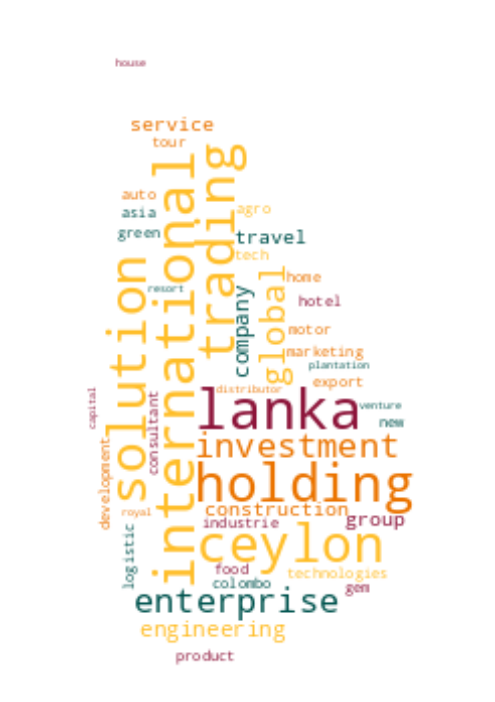 house
service
tour
international
trading
auto
asia
agro
green
travel
tech
solution
global
home
resort
company
hotel
motor
marketing
plantation
export
distributor
capital
consultant
lanka
venture
new
development
investment
holding
royal
construction
industrie
group
logistic
ceylon
food
technologies
colombo
gem
enterprise
engineering
product